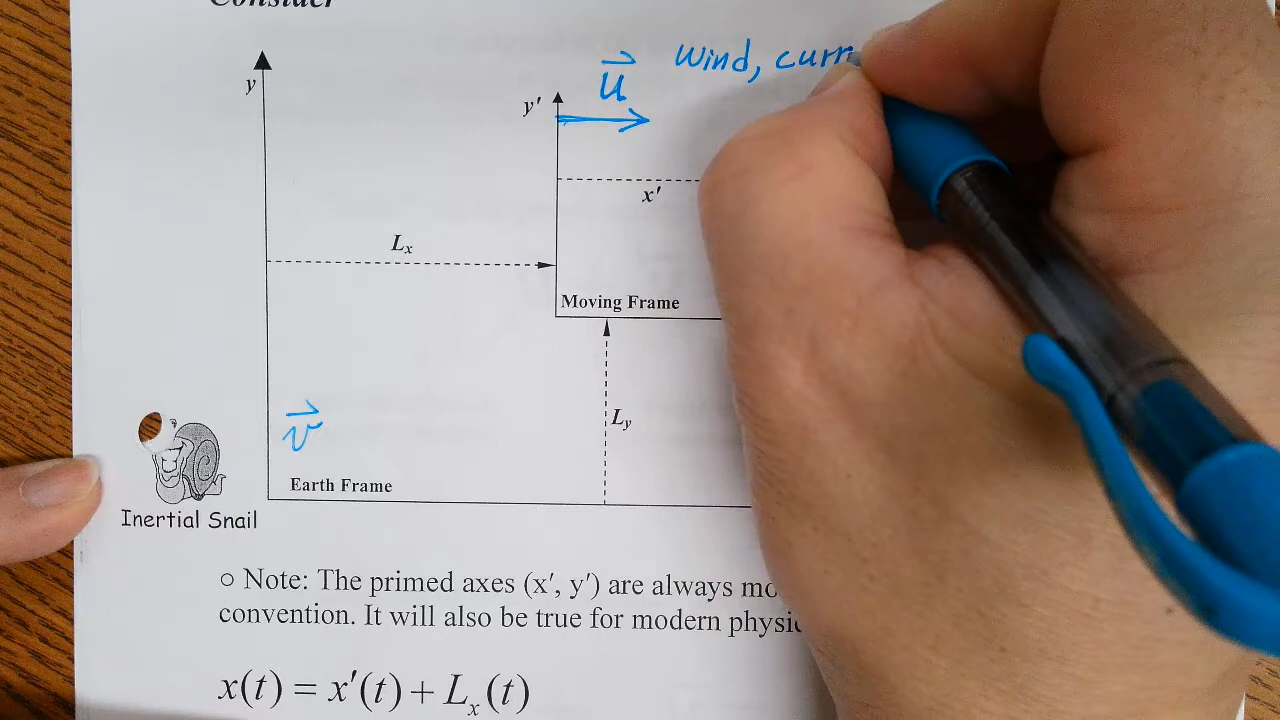 Consider
y
u Wind, curr
y′
x′
Lx
Moving Frame
Ly
v
Earth Frame
Inertial Snail
○ Note: The primed axes (x′, y′) are always mo
convention. It will also be true for modern physic
x(t) = x′(t) + Lx(t)